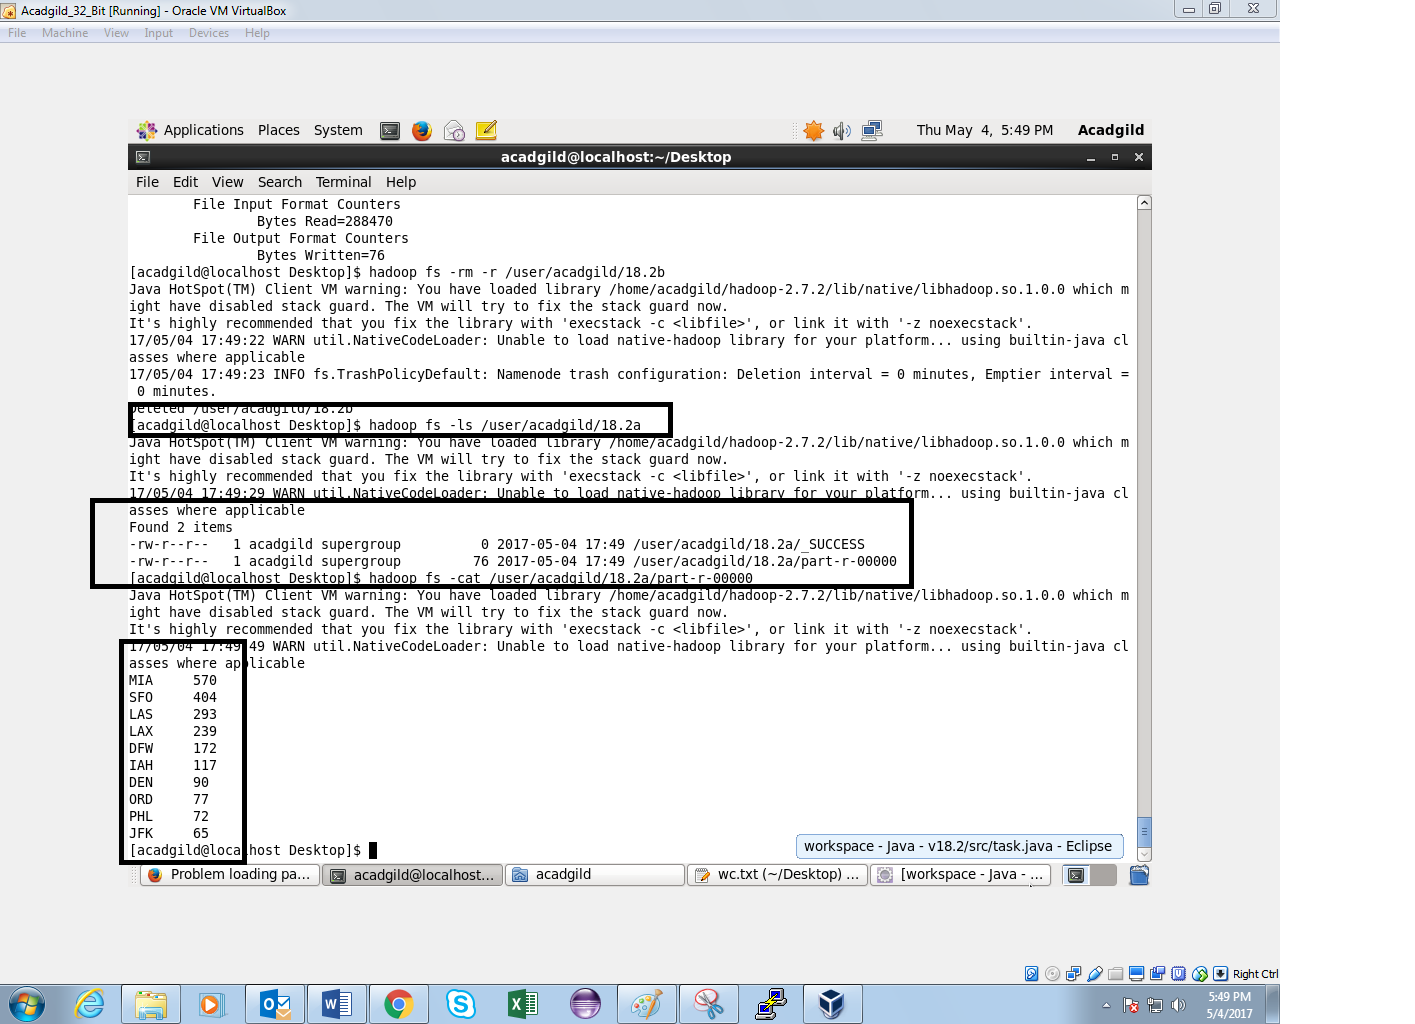 Acadgild_32_Bit [Running] - Oracle VM VirtualBox
File Machine View Input Devices Help
Applications Places System Thu May 4, 5:49 PM Acadgild
acadgild@localhost:~/Desktop
File Edit View Search Terminal Help
File Input Format Counters
Bytes Read=288470
File Output Format Counters
Bytes Written=76
[acadgild@localhost Desktop]$ hadoop fs -rm -r /user/acadgild/18.2b
Java HotSpot(TM) Client VM warning: You have loaded library /home/acadgild/hadoop-2.7.2/lib/native/libhadoop.so.1.0.0 which m
ight have disabled stack guard. The VM will try to fix the stack guard now.
It's highly recommended that you fix the library with 'execstack -c <libfile>', or link it with '-z noexecstack'.
17/05/04 17:49:22 WARN util.NativeCodeLoader: Unable to load native-hadoop library for your platform... using builtin-java cl
asses where applicable
17/05/04 17:49:23 INFO fs.TrashPolicyDefault: Namenode trash configuration: Deletion interval = 0 minutes, Emptier interval =
0 minutes.
Deleted /user/acadgild/18.2b
[acadgild@localhost Desktop]$ hadoop fs -ls /user/acadgild/18.2a
Java HotSpot(TM) Client VM warning: You have loaded library /home/acadgild/hadoop-2.7.2/lib/native/libhadoop.so.1.0.0 which m
ight have disabled stack guard. The VM will try to fix the stack guard now.
It's highly recommended that you fix the library with 'execstack -c <libfile>', or link it with '-z noexecstack'.
17/05/04 17:49:29 WARN util.NativeCodeLoader: Unable to load native-hadoop library for your platform... using builtin-java cl
asses where applicable
Found 2 items
-rw-r--r-- 1 acadgild supergroup 0 2017-05-04 17:49 /user/acadgild/18.2a/_SUCCESS
-rw-r--r-- 1 acadgild supergroup 76 2017-05-04 17:49 /user/acadgild/18.2a/part-r-00000
[acadgild@localhost Desktop]$ hadoop fs -cat /user/acadgild/18.2a/part-r-00000
Java HotSpot(TM) Client VM warning: You have loaded library /home/acadgild/hadoop-2.7.2/lib/native/libhadoop.so.1.0.0 which m
ight have disabled stack guard. The VM will try to fix the stack guard now.
It's highly recommended that you fix the library with 'execstack -c <libfile>', or link it with '-z noexecstack'.
17/05/04 17:49:49 WARN util.NativeCodeLoader: Unable to load native-hadoop library for your platform... using builtin-java cl
asses where applicable
MIA 570
SFO 404
LAS 293
LAX 239
DFW 172
IAH 117
DEN 90
ORD 77
PHL 72
JFK 65
[acadgild@localhost Desktop]$
workspace - Java - v18.2/src/task.java - Eclipse
Problem loading pa... acadgild@localhost... acadgild wc.txt (~/Desktop) ... [workspace - Java - ...
Right Ctrl
5:49 PM
5/4/2017